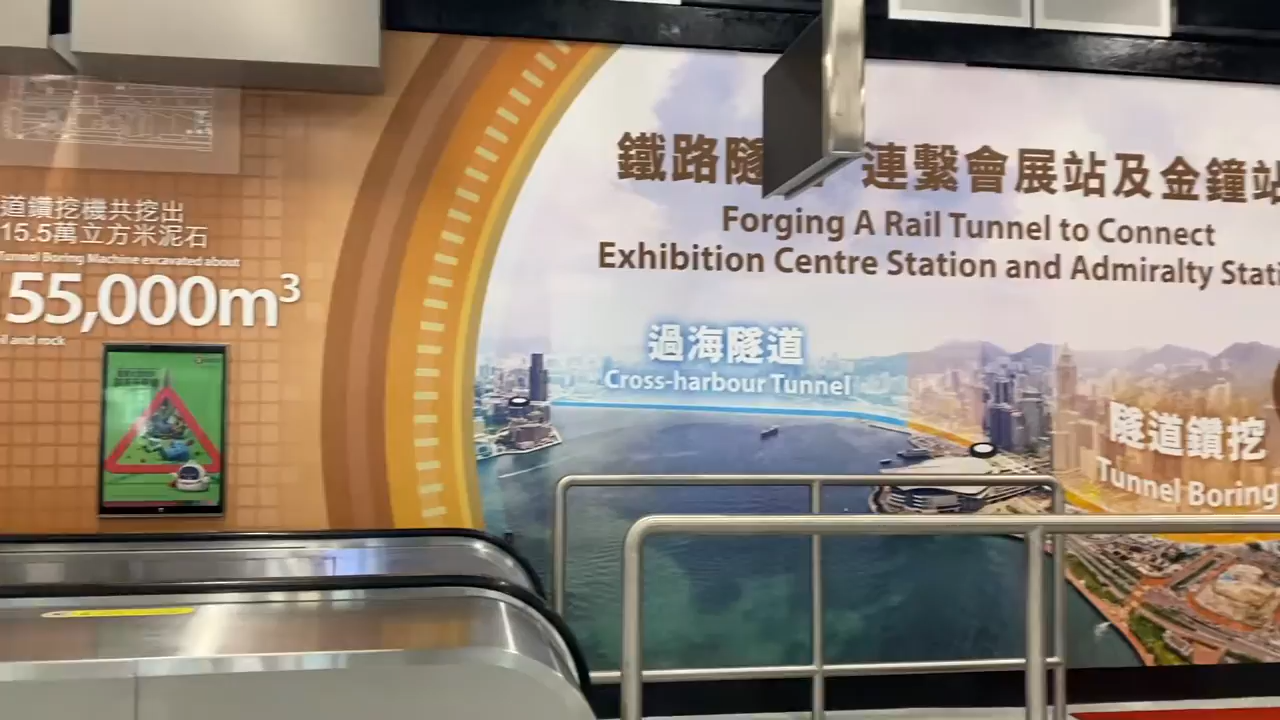 道鑽挖機共挖出
15.5萬立方米泥石
Tunnel Boring Machine excavated about
55,000m³
il and rock
鐵路隧
連繫會展站及金鐘站
Forging A Rail Tunnel to Connect
Exhibition Centre Station and Admiralty Stati
過海隧道
Cross-harbour Tunnel
隧道鑽挖
Tunnel Boring